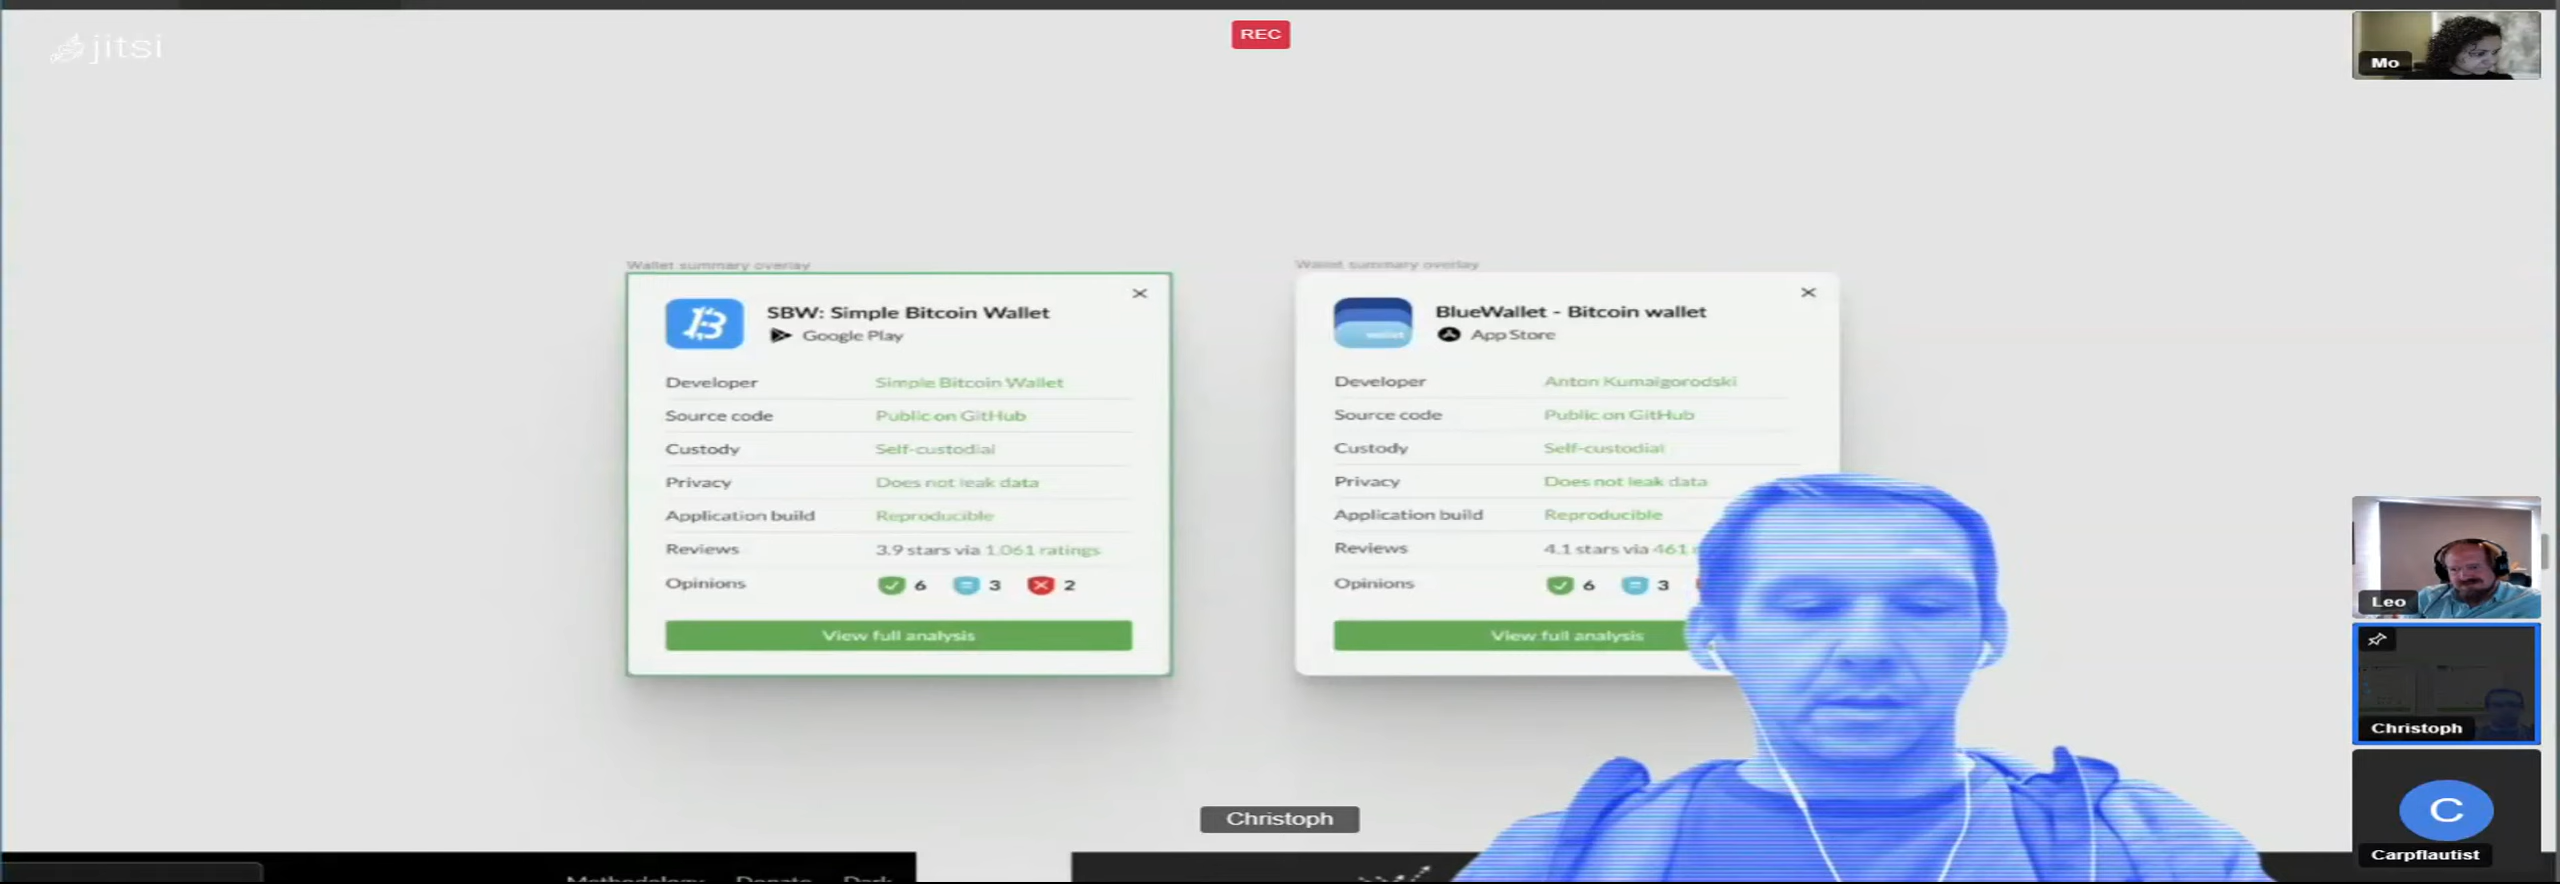 jitsi
REC
Mo
Wallet summary overlay
SBW: Simple Bitcoin Wallet
Google Play
Developer Simple Bitcoin Wallet
Source code Public on GitHub
Custody Self-custodial
Privacy Does not leak data
Application build Reproducible
Reviews 3.9 stars via 1,061 ratings
Opinions 6 3 2
View full analysis
Wallet summary overlay
BlueWallet - Bitcoin wallet
App Store
Developer Anton Kumaigorodski
Source code Public on GitHub
Custody Self-custodial
Privacy Does not leak data
Application build Reproducible
Reviews 4.1 stars via 461
Opinions 6 3
View full analysis
Leo
Christoph
Christoph
C
Carpflautist
Methodology Donate Dark